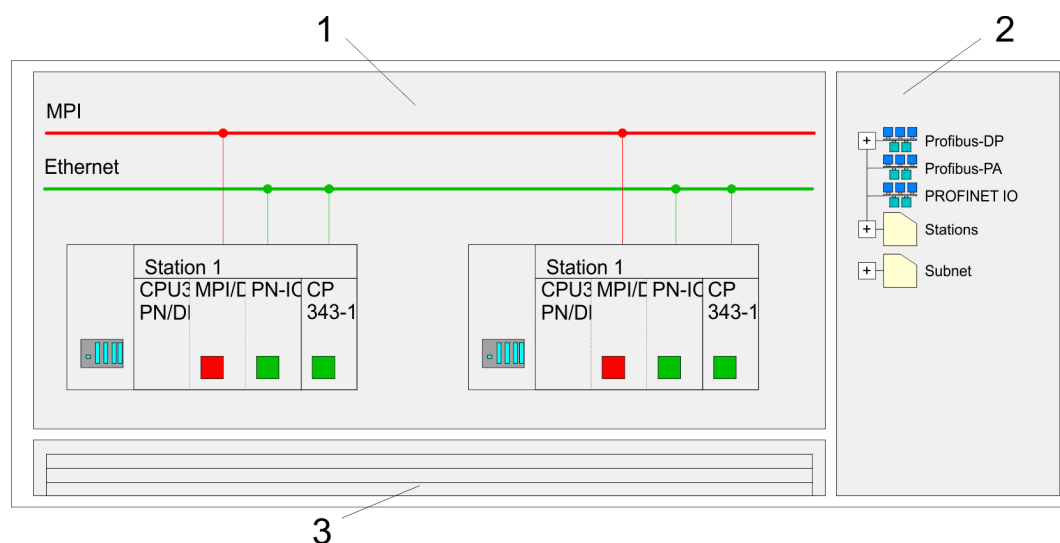 1
2
MPI
Ethernet
Station 1
CPU3 MPI/D PN-IO CP
PN/DI 343-1
Station 1
CPU3 MPI/D PN-IO CP
PN/DI 343-1
Profibus-DP
Profibus-PA
PROFINET IO
Stations
Subnet
3